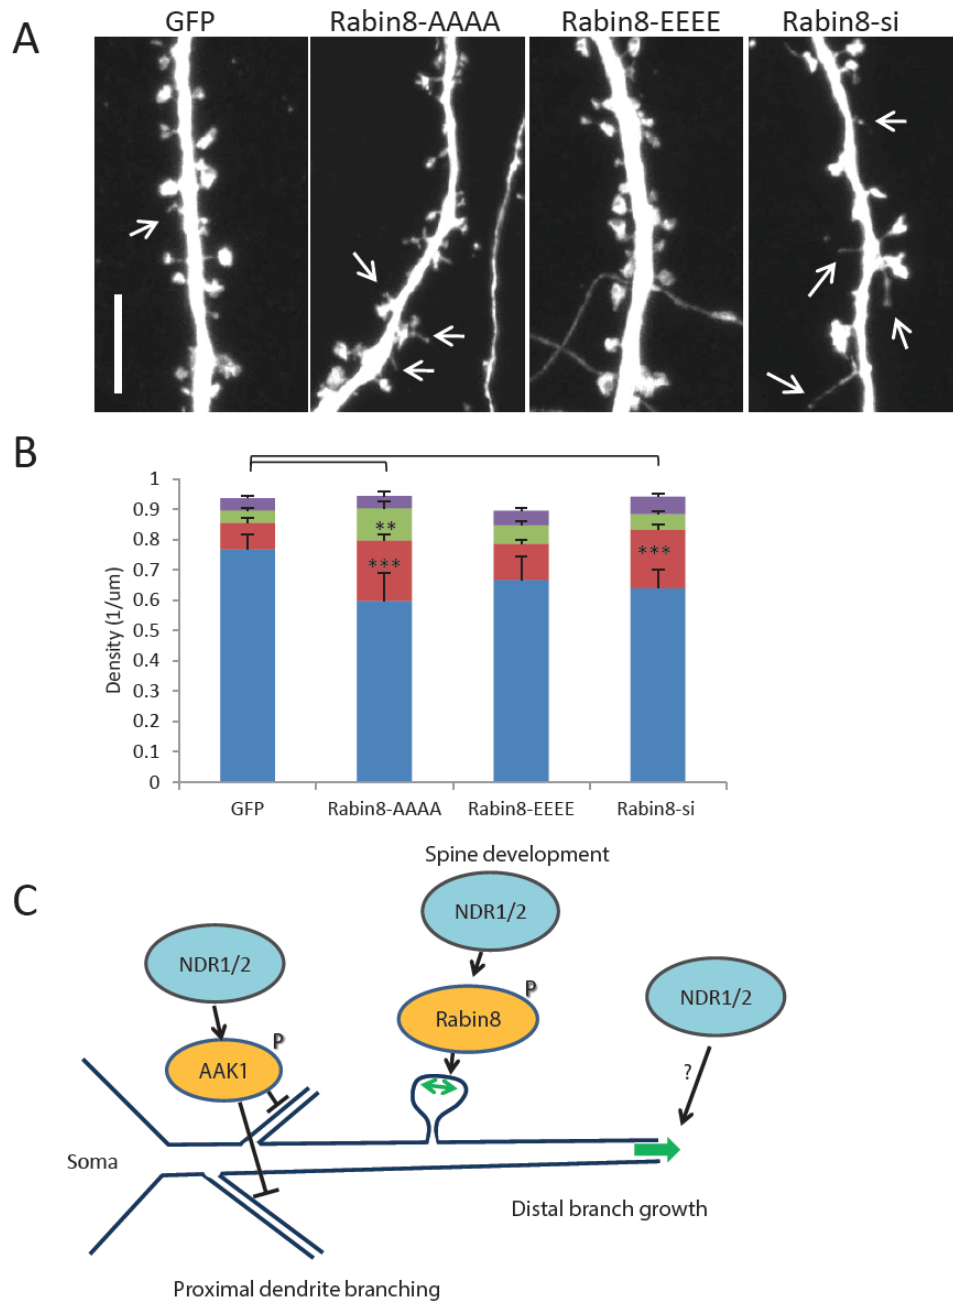 A
GFP
Rabin8-AAAA
Rabin8-EEEE
Rabin8-si
B
Density (1/um)
1
0.9
0.8
0.7
0.6
0.5
0.4
0.3
0.2
0.1
0
**
***
***
GFP
Rabin8-AAAA
Rabin8-EEEE
Rabin8-si
C
Spine development
NDR1/2
NDR1/2
NDR1/2
P
Rabin8
P
AAK1
?
Soma
Distal branch growth
Proximal dendrite branching